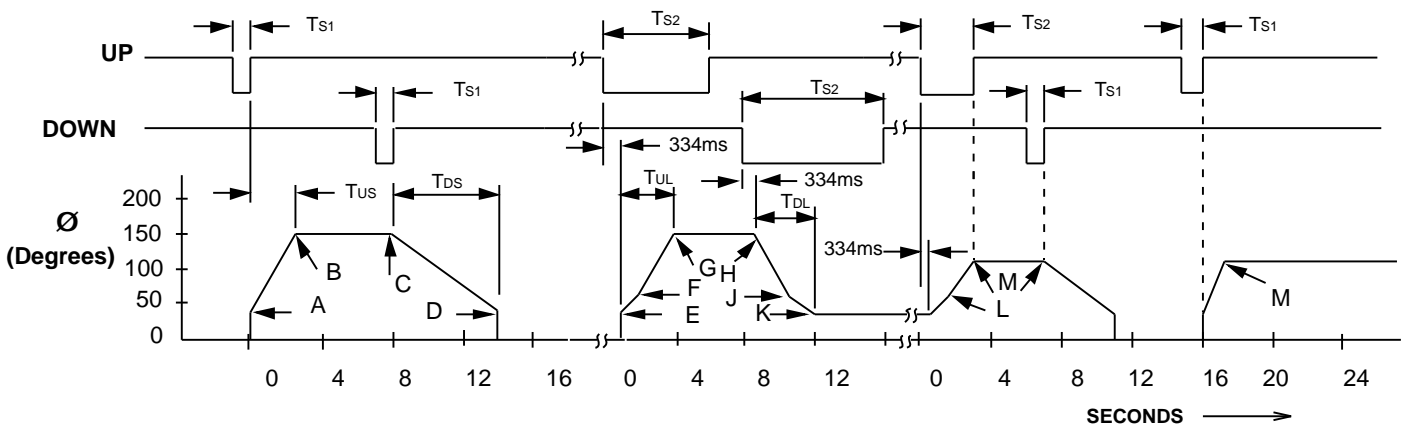 TS1 TS2 TS2 TS1
UP
TS1 TS2 TS1
DOWN
334ms
TUS TDS TUL 334ms
TDL
200
Ø 150
(Degrees) 334ms
100 B C G H M M
F J L
50 A D E K
0
0 4 8 12 16 0 4 8 12 0 4 8 12 16 20 24
SECONDS